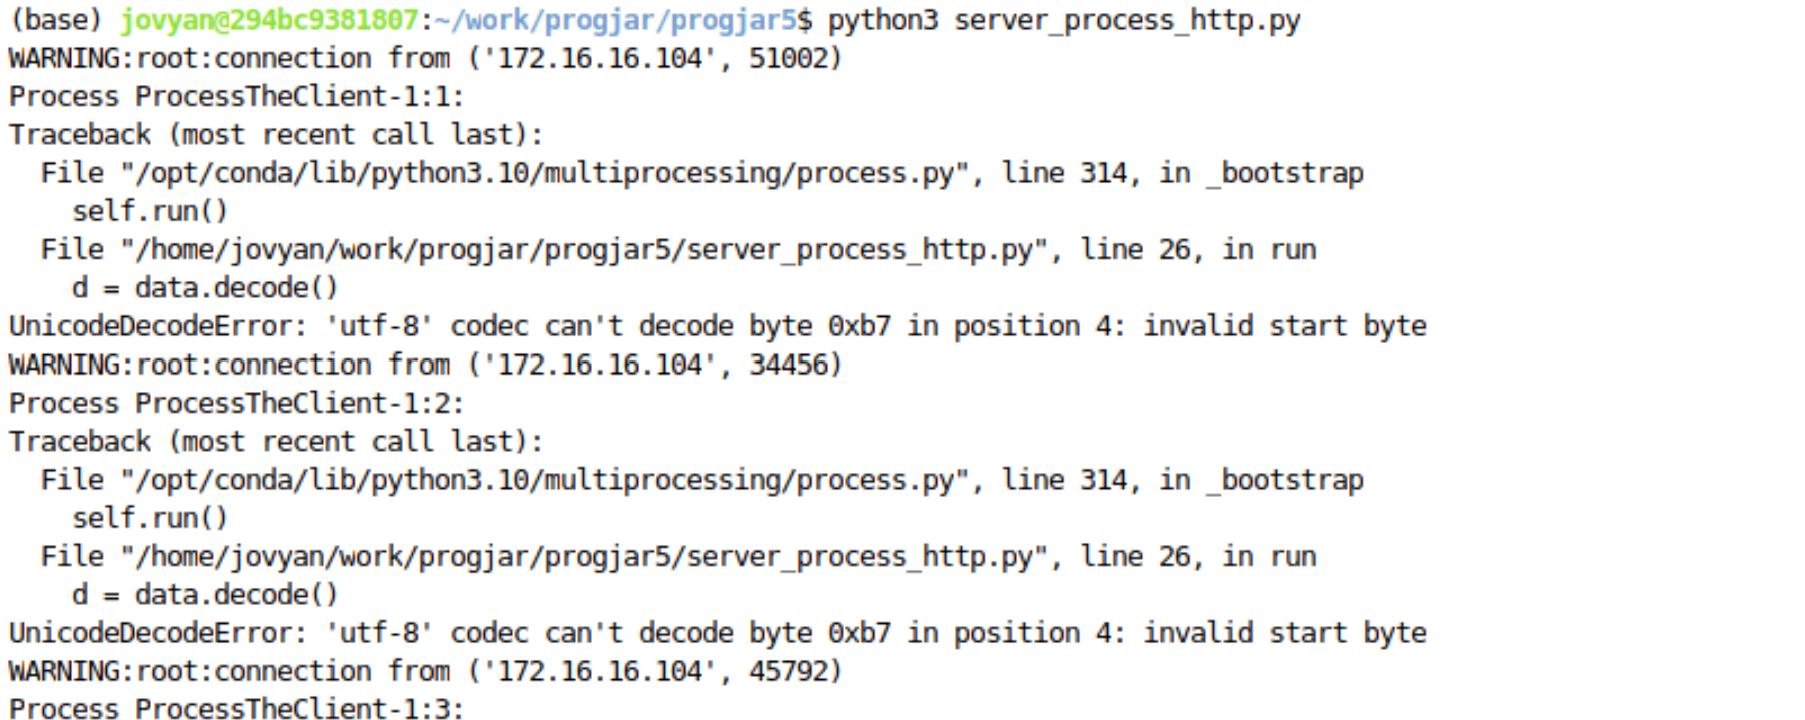 (base) jovyan@294bc9381807:~/work/progjar/progjar5$ python3 server_process_http.py
WARNING:root:connection from ('172.16.16.104', 51002)
Process ProcessTheClient-1:1:
Traceback (most recent call last):
  File "/opt/conda/lib/python3.10/multiprocessing/process.py", line 314, in _bootstrap
    self.run()
  File "/home/jovyan/work/progjar/progjar5/server_process_http.py", line 26, in run
    d = data.decode()
UnicodeDecodeError: 'utf-8' codec can't decode byte 0xb7 in position 4: invalid start byte
WARNING:root:connection from ('172.16.16.104', 34456)
Process ProcessTheClient-1:2:
Traceback (most recent call last):
  File "/opt/conda/lib/python3.10/multiprocessing/process.py", line 314, in _bootstrap
    self.run()
  File "/home/jovyan/work/progjar/progjar5/server_process_http.py", line 26, in run
    d = data.decode()
UnicodeDecodeError: 'utf-8' codec can't decode byte 0xb7 in position 4: invalid start byte
WARNING:root:connection from ('172.16.16.104', 45792)
Process ProcessTheClient-1:3: